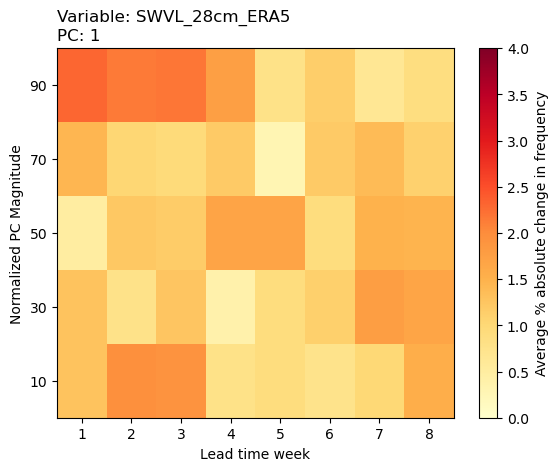 Variable: SWVL_28cm_ERA5
PC: 1
Normalized PC Magnitude
90
70
50
30
10
1 2 3 4 5 6 7 8
Lead time week
4.0
3.5
3.0
2.5
2.0
1.5
1.0
0.5
0.0
Average % absolute change in frequency